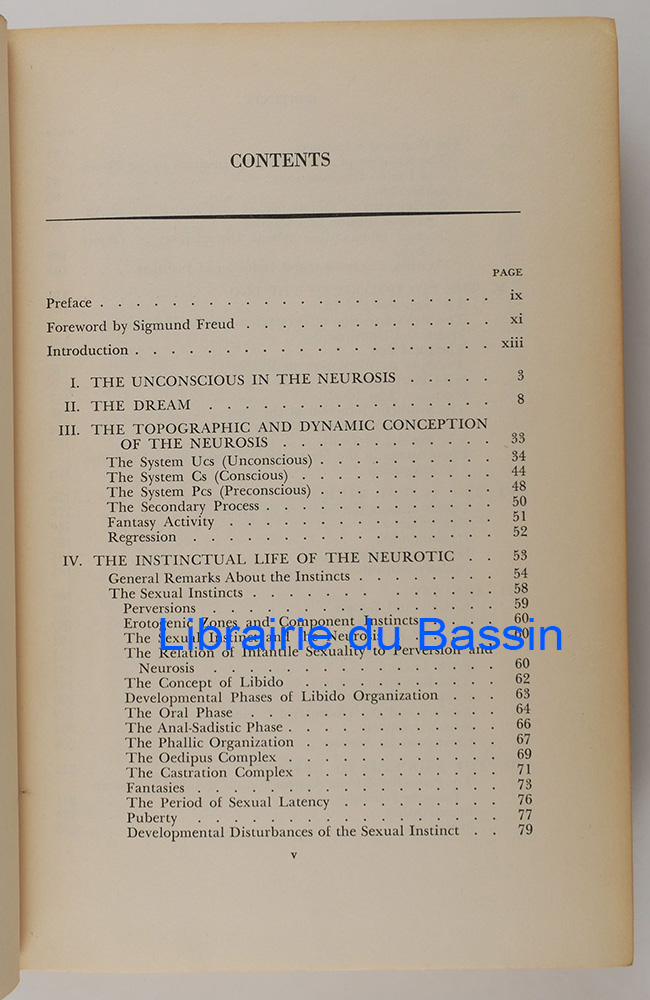 CONTENTS
PAGE
Preface . . . . . . . . . . . . . . . . . . . . . . ix
Foreword by Sigmund Freud . . . . . . . . . . . . . . xi
Introduction . . . . . . . . . . . . . . . . . . . . xiii
I. THE UNCONSCIOUS IN THE NEUROSIS . . . . . 3
II. THE DREAM . . . . . . . . . . . . . . . . 8
III. THE TOPOGRAPHIC AND DYNAMIC CONCEPTION
OF THE NEUROSIS . . . . . . . . . . . . 33
The System Ucs (Unconscious) . . . . . . . . . . 34
The System Cs (Conscious) . . . . . . . . . . . 44
The System Pcs (Preconscious) . . . . . . . . . . 48
The Secondary Process . . . . . . . . . . . . . 50
Fantasy Activity . . . . . . . . . . . . . . . 51
Regression . . . . . . . . . . . . . . . . . 52
IV. THE INSTINCTUAL LIFE OF THE NEUROTIC . . 53
General Remarks About the Instincts . . . . . . . . 54
The Sexual Instincts . . . . . . . . . . . . . . 58
Perversions . . . . . . . . . . . . . . . . 59
Erotogenic Zones and Component Instincts . . . . 60
The Sexual Instinct and the Neurosis . . . . . . 60
The Relation of Infantile Sexuality to Perversion and
Neurosis . . . . . . . . . . . . . . . . 60
The Concept of Libido . . . . . . . . . . . . 62
Developmental Phases of Libido Organization . . . 63
The Oral Phase . . . . . . . . . . . . . . 64
The Anal-Sadistic Phase . . . . . . . . . . . . 66
The Phallic Organization . . . . . . . . . . . 67
The Oedipus Complex . . . . . . . . . . . . 69
The Castration Complex . . . . . . . . . . . 71
Fantasies . . . . . . . . . . . . . . . . . 73
The Period of Sexual Latency . . . . . . . . . 76
Puberty . . . . . . . . . . . . . . . . . 77
Developmental Disturbances of the Sexual Instinct . . 79
v
Librairie du Bassin